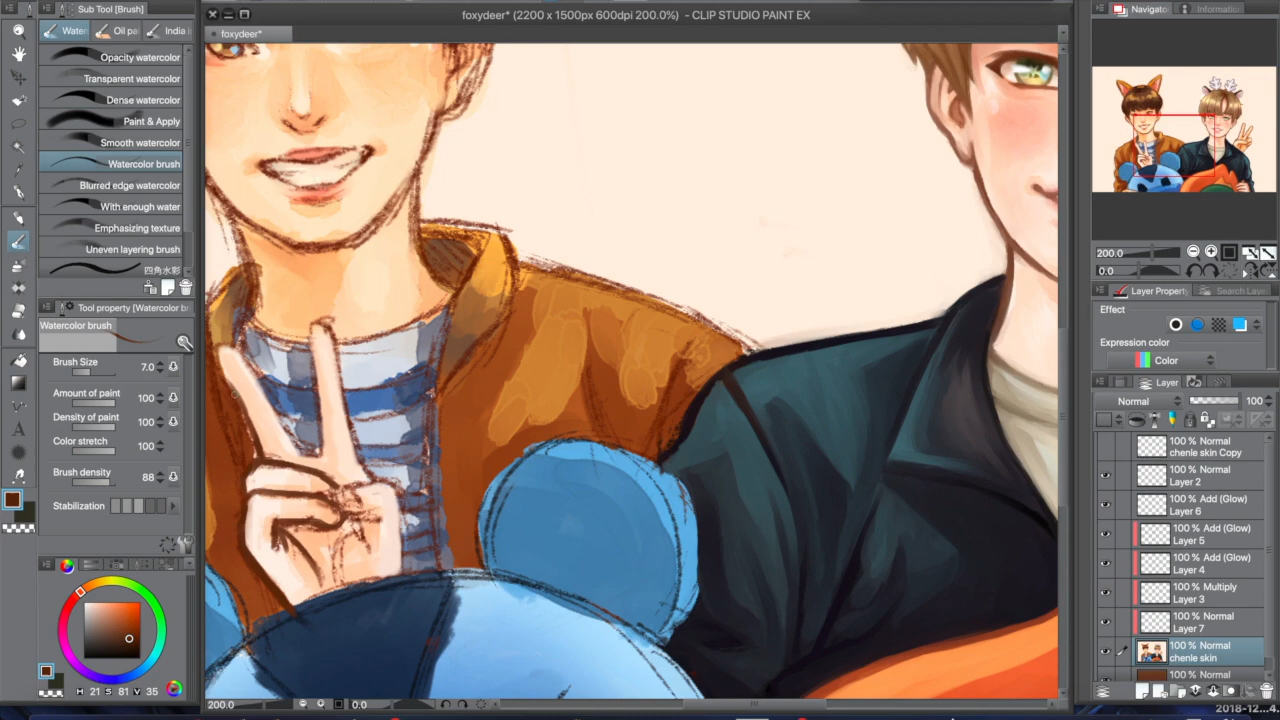 Sub Tool [Brush]
Oil pa
Opacity watercolor
Transparent watercolor
Dense watercolor
Paint & Apply
Smooth watercolor
Watercolor brush
Blurred edge watercolor
With enough water
Emphasizing texture
Uneven layering brush
四角水彩
Tool property [Watercolor br
Watercolor brush
Brush Size
7.0
Amount of paint
100
Density of paint
100
Color stretch
100
Brush density
88
Stabilization
H 21 S 81 V 35
foxydeer* (2200 x 1500px 600dpi 200.0%) - CLIP STUDIO PAINT EX
foxydeer*
200.0
0.0
Navigato
Informatio
200.0
0.0
Layer Property
Search Laye
Effect
Expression color
Color
Layer
Normal
100
100 % Normal
chenle skin Copy
100 % Normal
Layer 2
100 % Add (Glow)
Layer 6
100 % Add (Glow)
Layer 5
100 % Add (Glow)
Layer 4
100 % Multiply
Layer 3
100 % Normal
Layer 7
100 % Normal
chenle skin
100 % Normal
2018-12...4.